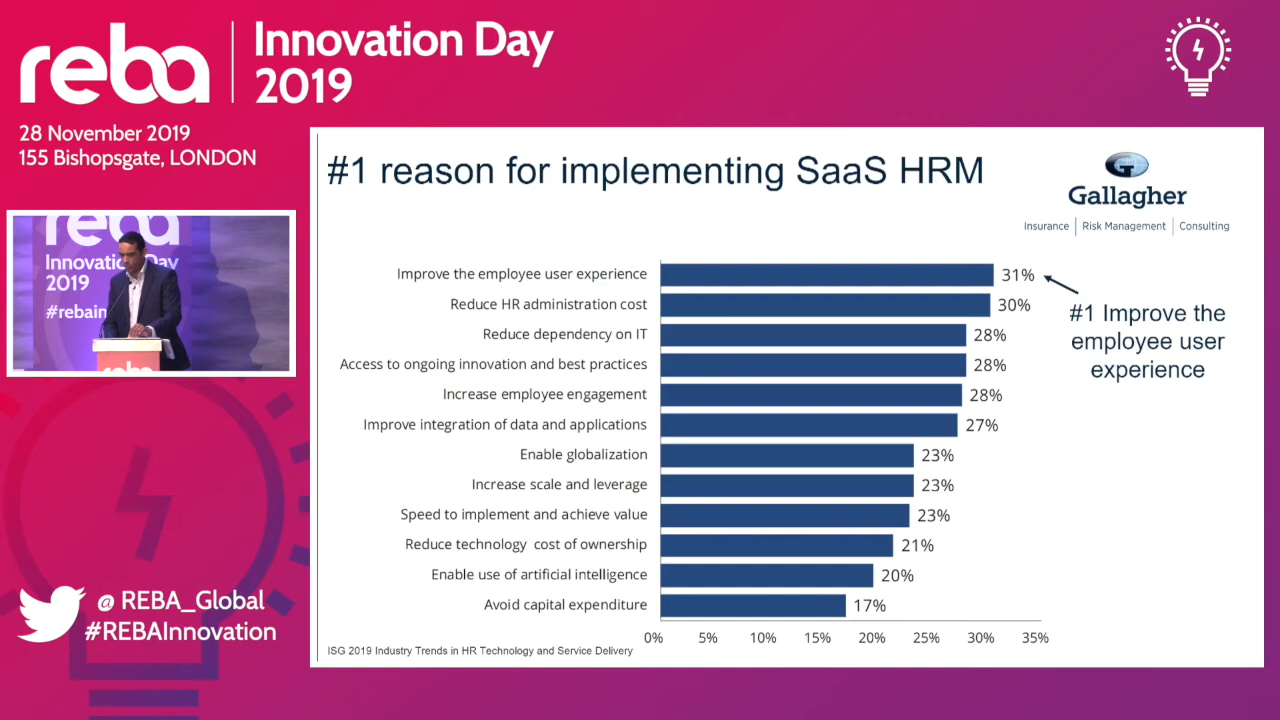 reba
Innovation Day
2019
28 November 2019
155 Bishopsgate, LONDON
reba
Innovation Day
2019
#rebain
reba
@ REBA_Global
#REBAInnovation
#1 reason for implementing SaaS HRM
Gallagher
Insurance | Risk Management | Consulting
Improve the employee user experience 31%
Reduce HR administration cost 30%
Reduce dependency on IT 28%
Access to ongoing innovation and best practices 28%
Increase employee engagement 28%
Improve integration of data and applications 27%
Enable globalization 23%
Increase scale and leverage 23%
Speed to implement and achieve value 23%
Reduce technology cost of ownership 21%
Enable use of artificial intelligence 20%
Avoid capital expenditure 17%
0% 5% 10% 15% 20% 25% 30% 35%
#1 Improve the
employee user
experience
ISG 2019 Industry Trends in HR Technology and Service Delivery